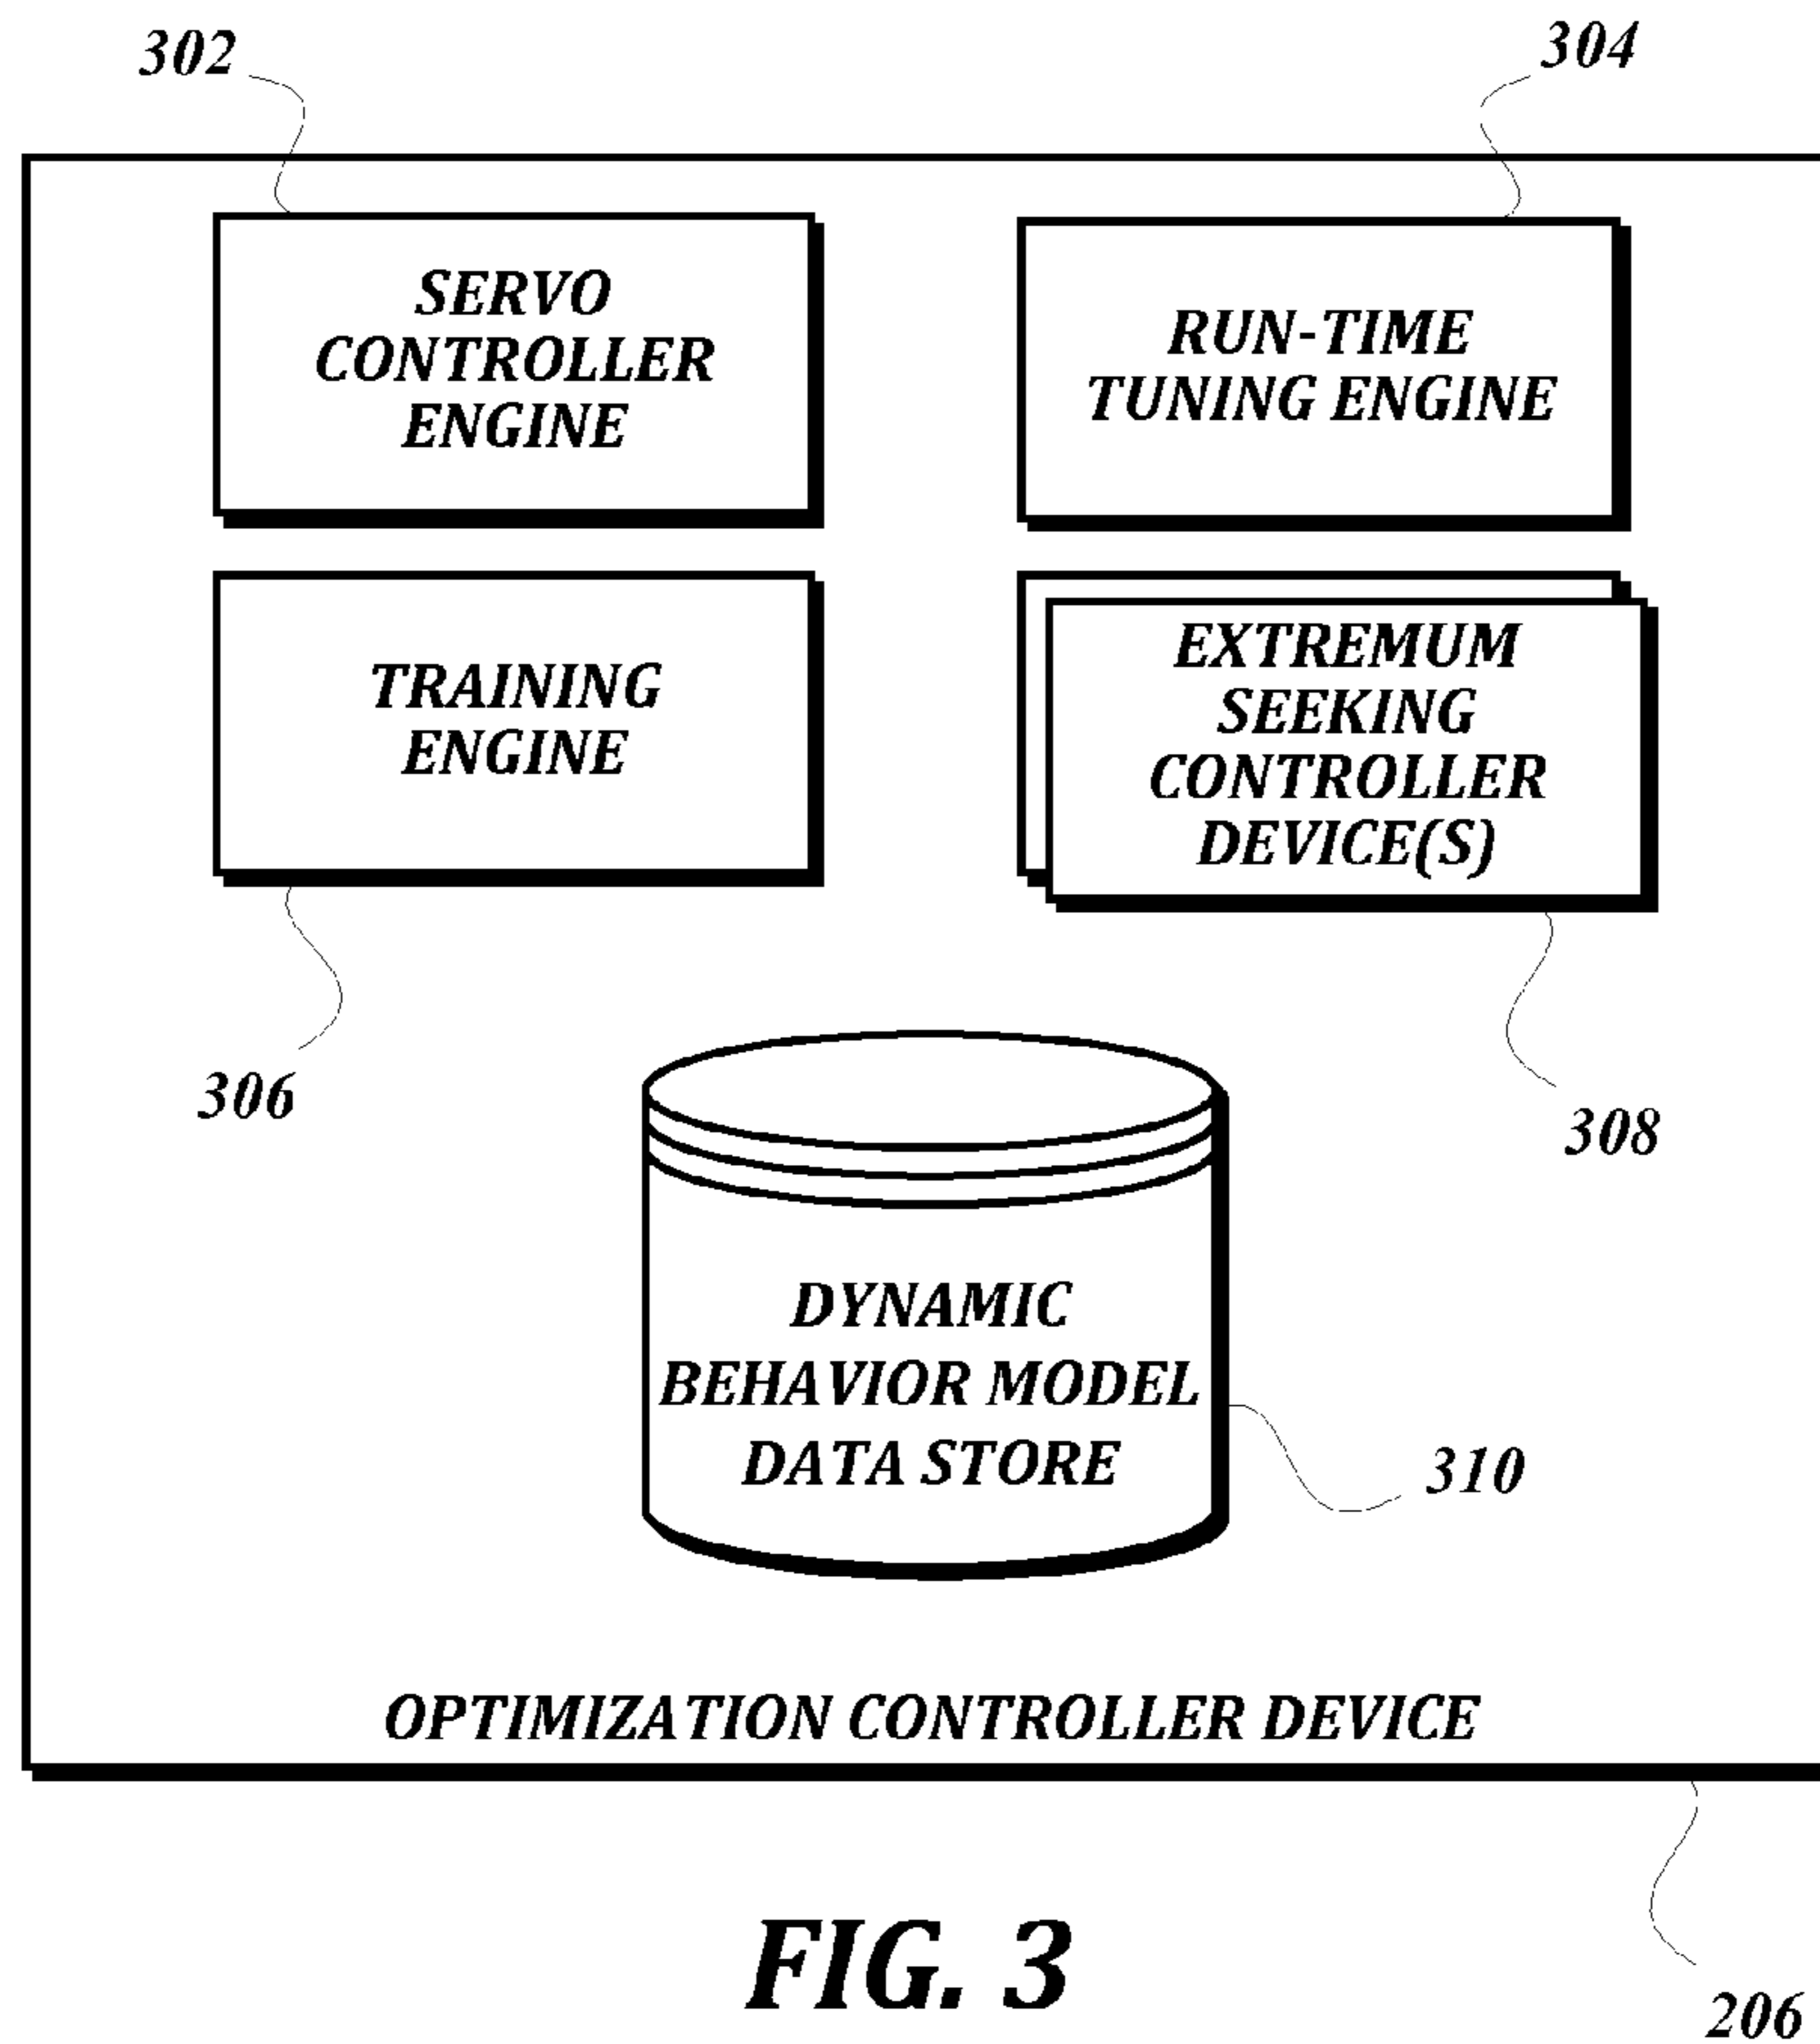 302
304
SERVO
CONTROLLER
ENGINE
RUN-TIME
TUNING ENGINE
TRAINING
ENGINE
EXTREMUM
SEEKING
CONTROLLER
DEVICE(S)
306
308
DYNAMIC
BEHAVIOR MODEL
DATA STORE
310
OPTIMIZATION CONTROLLER DEVICE
FIG. 3
206